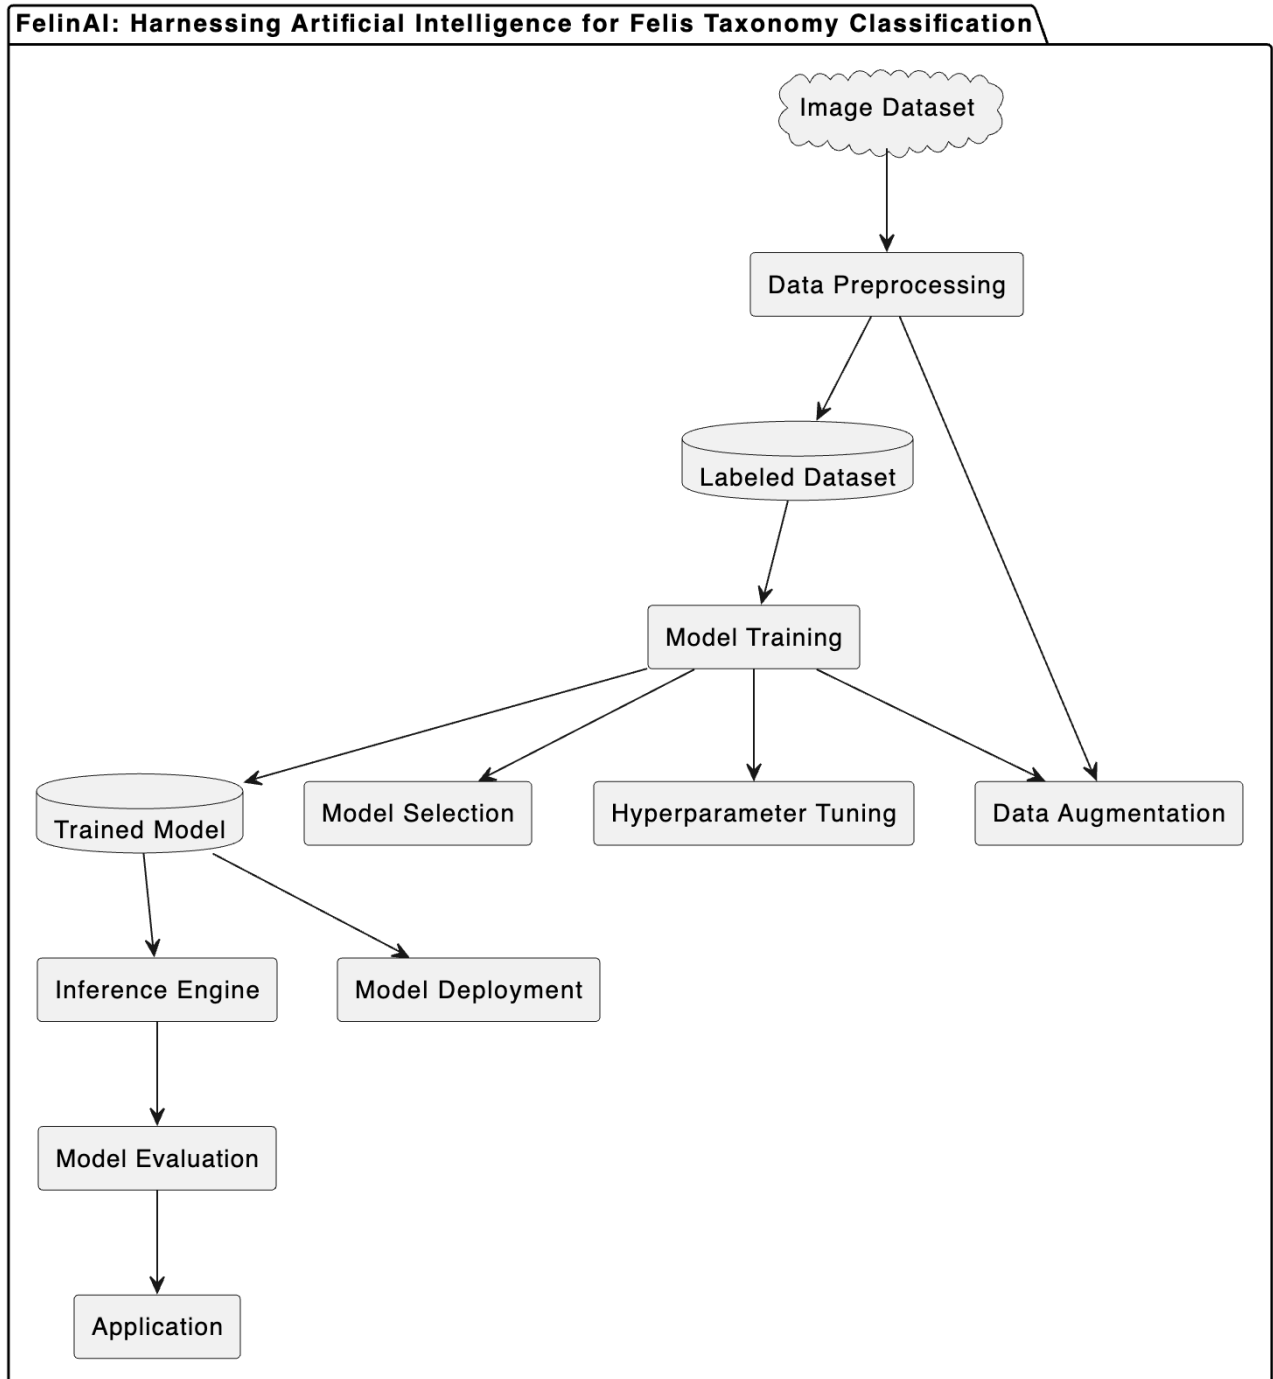 FelinAI: Harnessing Artificial Intelligence for Felis Taxonomy Classification
Image Dataset
Data Preprocessing
Labeled Dataset
Model Training
Trained Model
Model Selection
Hyperparameter Tuning
Data Augmentation
Inference Engine
Model Deployment
Model Evaluation
Application